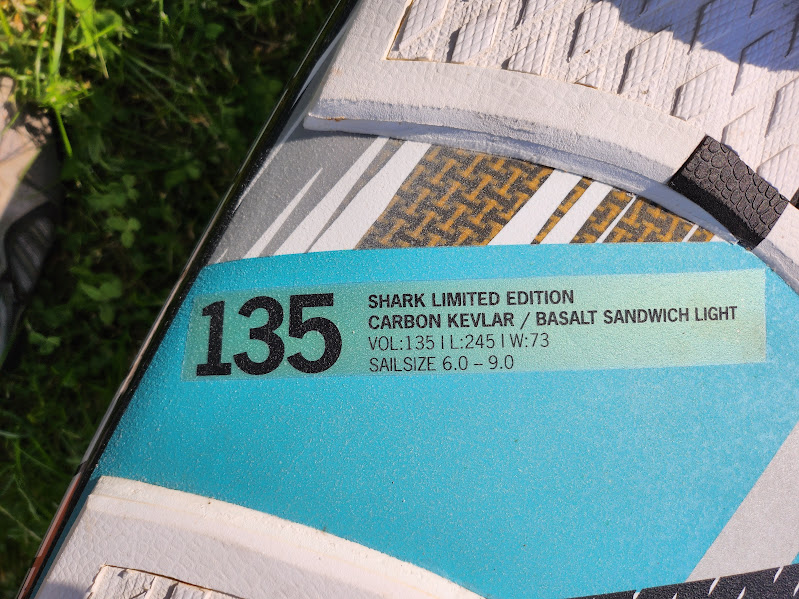 135
SHARK LIMITED EDITION
CARBON KEVLAR / BASALT SANDWICH LIGHT
VOL:135 I L:245 I W:73
SAILSIZE 6.0 – 9.0